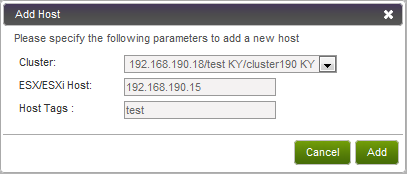 Add Host
Please specify the following parameters to add a new host
Cluster: 192.168.190.18/test KY/cluster190 KY
ESX/ESXi Host: 192.168.190.15
Host Tags : test
Cancel Add